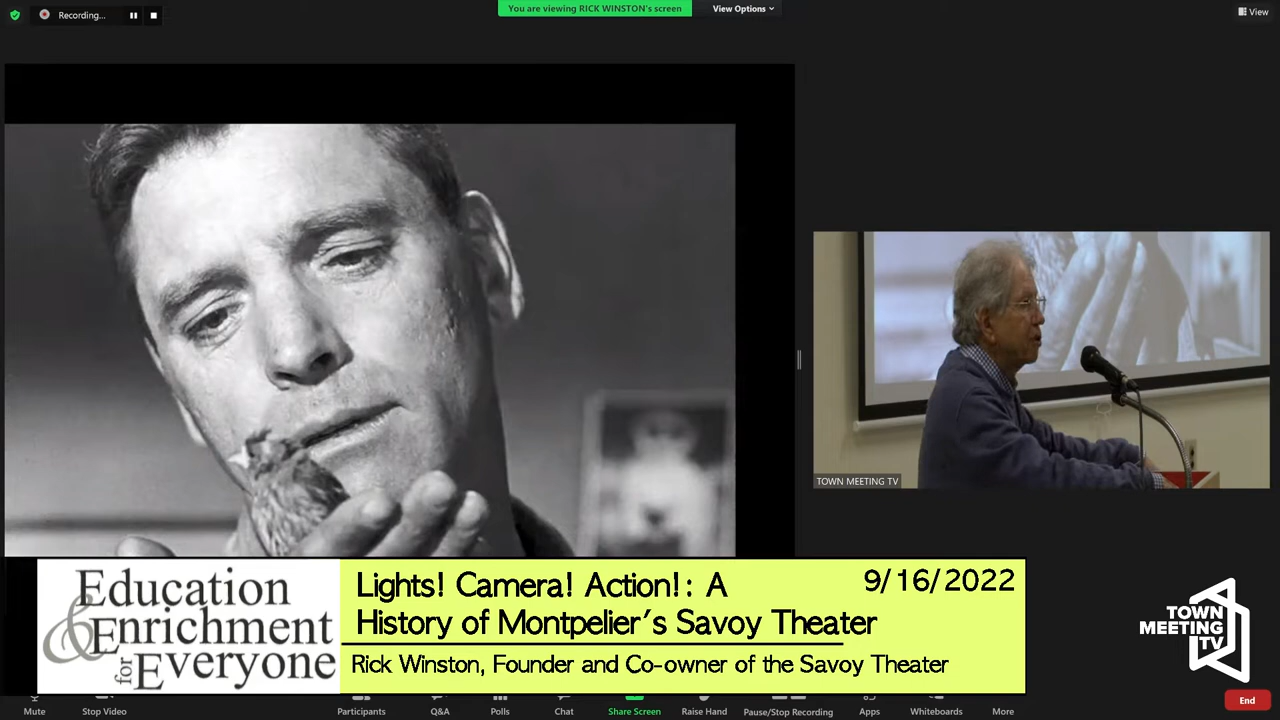 Recording...
You are viewing RICK WINSTON's screen
View Options
View
TOWN MEETING TV
Education
& Enrichment
for Everyone
Lights! Camera! Action!: A
History of Montpelier's Savoy Theater
9/16/2022
Rick Winston, Founder and Co-owner of the Savoy Theater
TOWN
MEETING
TV
Mute
Stop Video
Participants
Q&A
Polls
Chat
Share Screen
Raise Hand
Pause/Stop Recording
Apps
Whiteboards
More
End